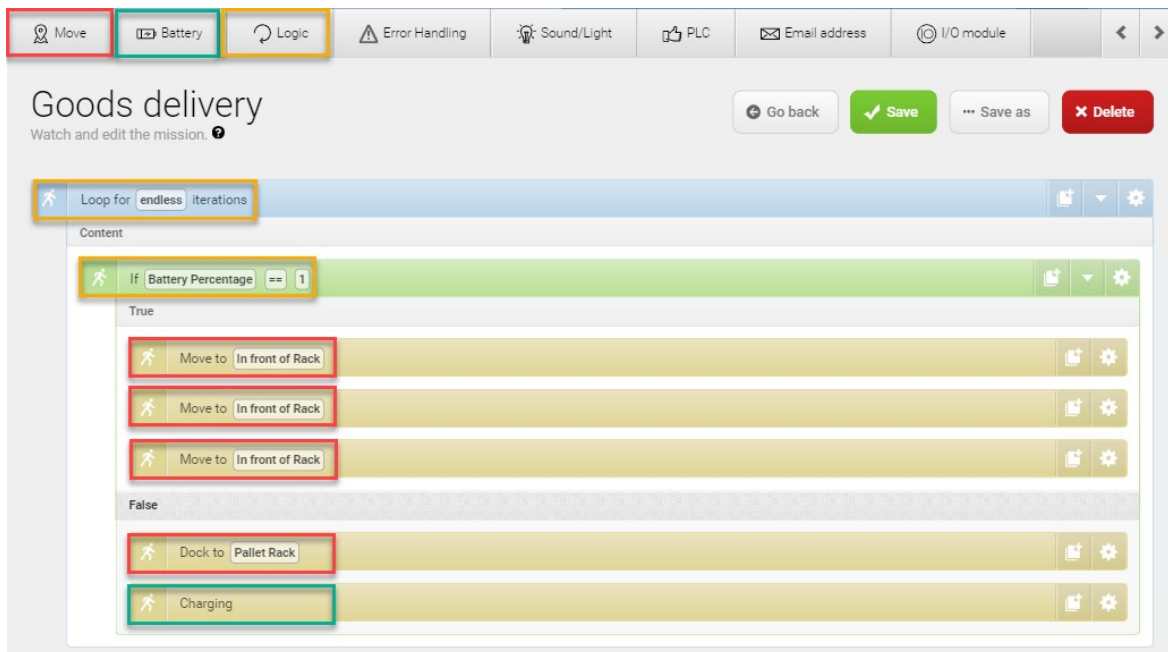 Move Battery Logic Error Handling Sound/Light PLC Email address I/O module
Goods delivery
Watch and edit the mission. ?
Go back Save Save as Delete
Loop for endless iterations
Content
If Battery Percentage == 1
True
Move to In front of Rack
Move to In front of Rack
Move to In front of Rack
False
Dock to Pallet Rack
Charging